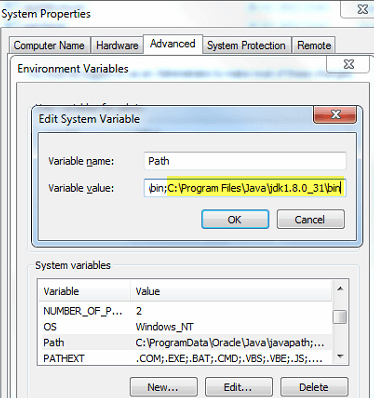 System Properties
Computer Name Hardware Advanced System Protection Remote
Environment Variables
Edit System Variable
Variable name: Path
Variable value: \bin;C:\Program Files\Java\jdk1.8.0_31\bin
OK Cancel
System variables
Variable Value
NUMBER_OF_P... 2
OS Windows_NT
Path C:\ProgramData\Oracle\Java\javapath;...
PATHEXT .COM;.EXE;.BAT;.CMD;.VBS;.VBE;.JS;....
New... Edit... Delete